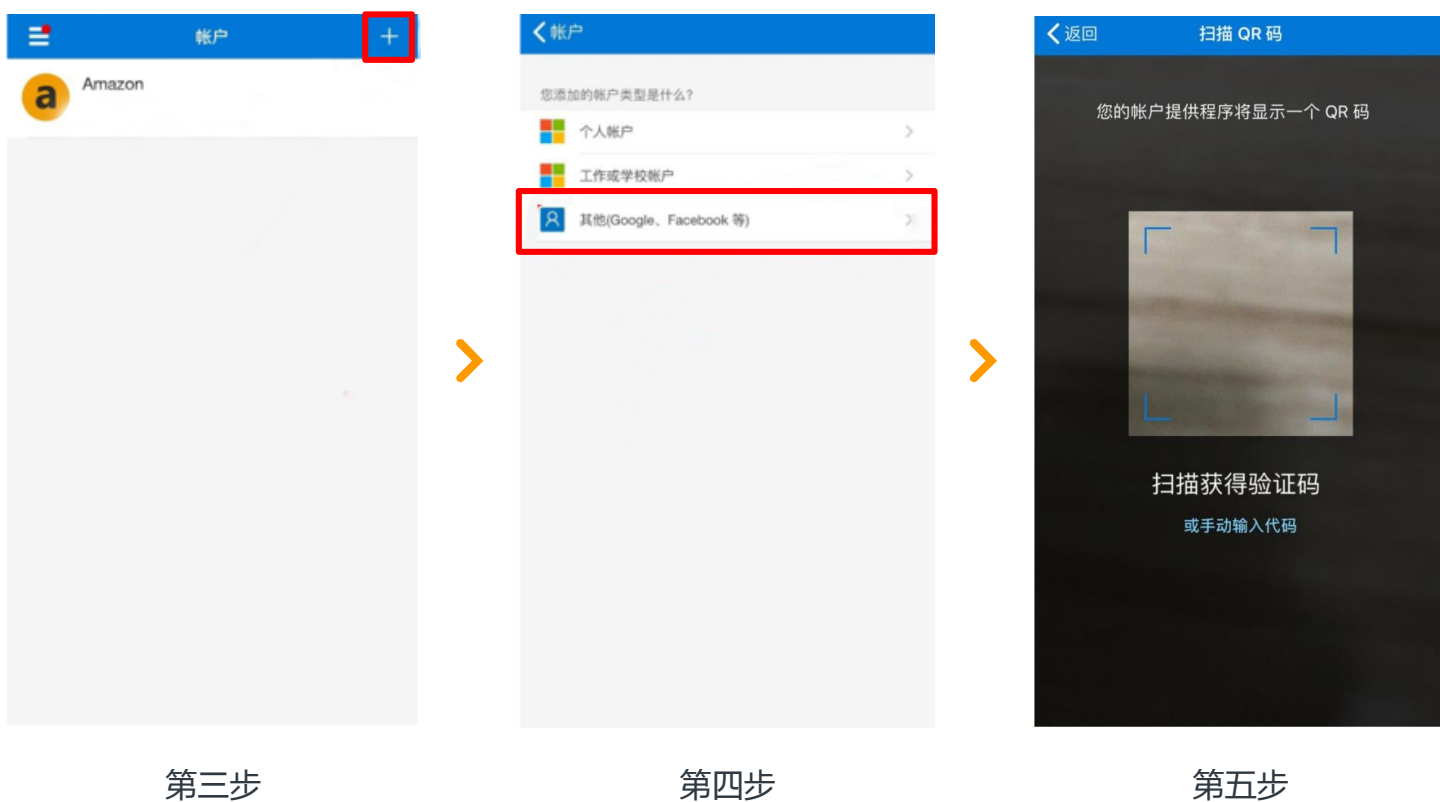 帐户
Amazon
第三步
帐户
您添加的帐户类型是什么?
个人帐户
工作或学校帐户
其他(Google、Facebook 等)
第四步
返回
扫描 QR 码
您的帐户提供程序将显示一个 QR 码
扫描获得验证码
或手动输入代码
第五步